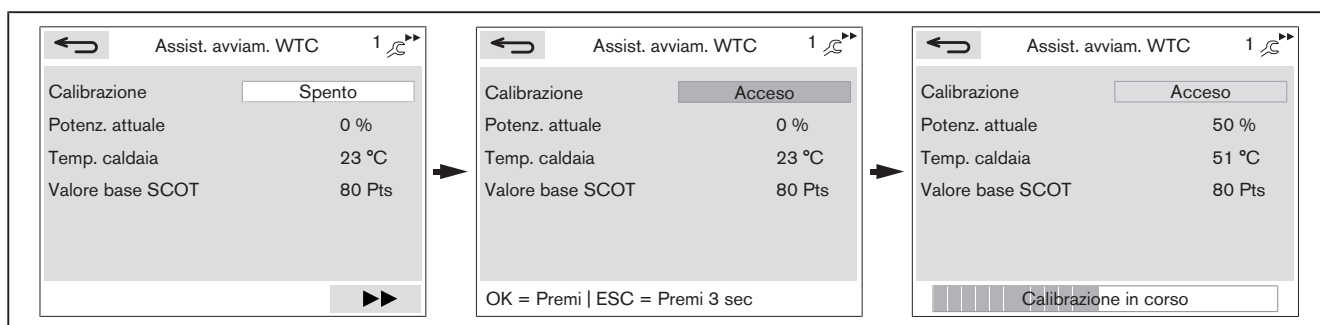 Assist. avviam. WTC 1
Calibrazione Spento
Potenz. attuale 0 %
Temp. caldaia 23 °C
Valore base SCOT 80 Pts
Assist. avviam. WTC 1
Calibrazione Acceso
Potenz. attuale 0 %
Temp. caldaia 23 °C
Valore base SCOT 80 Pts
OK = Premi | ESC = Premi 3 sec
Assist. avviam. WTC 1
Calibrazione Acceso
Potenz. attuale 50 %
Temp. caldaia 51 °C
Valore base SCOT 80 Pts
Calibrazione in corso